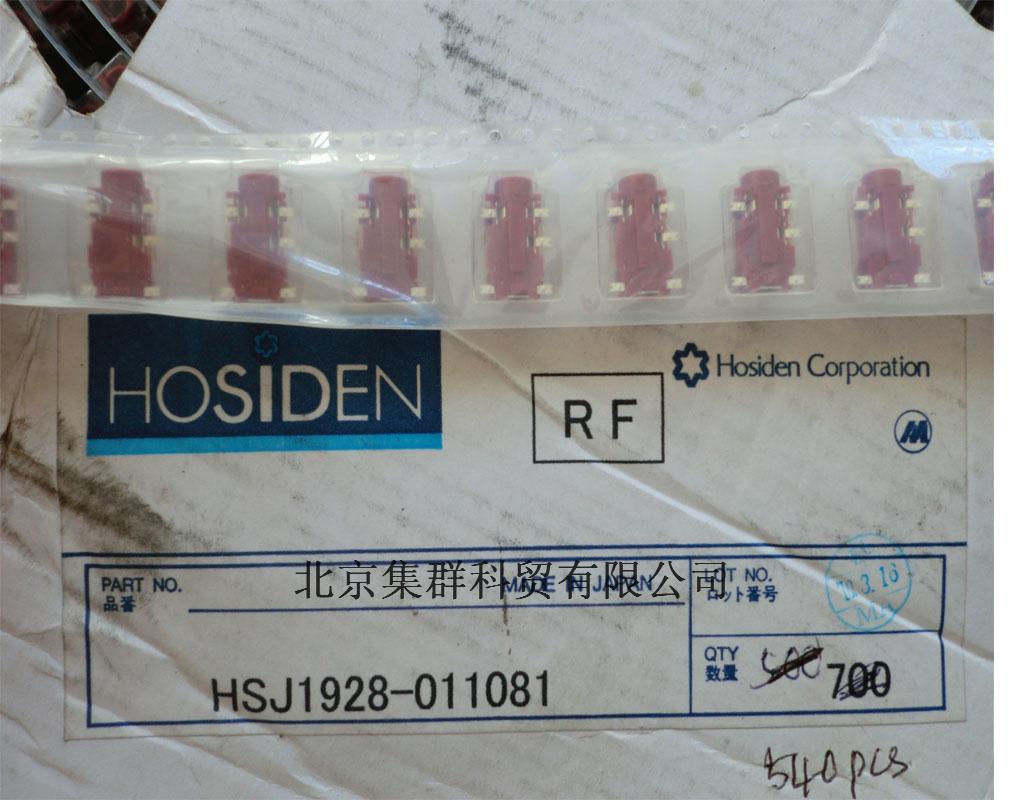 HOSIDEN
RF
Hosiden Corporation
M
PART NO.
品番
MADE IN JAPAN
北京集群科贸有限公司
LOT NO.
ロット番号
HSJ1928-011081
QTY
数量
500
700
540pcs